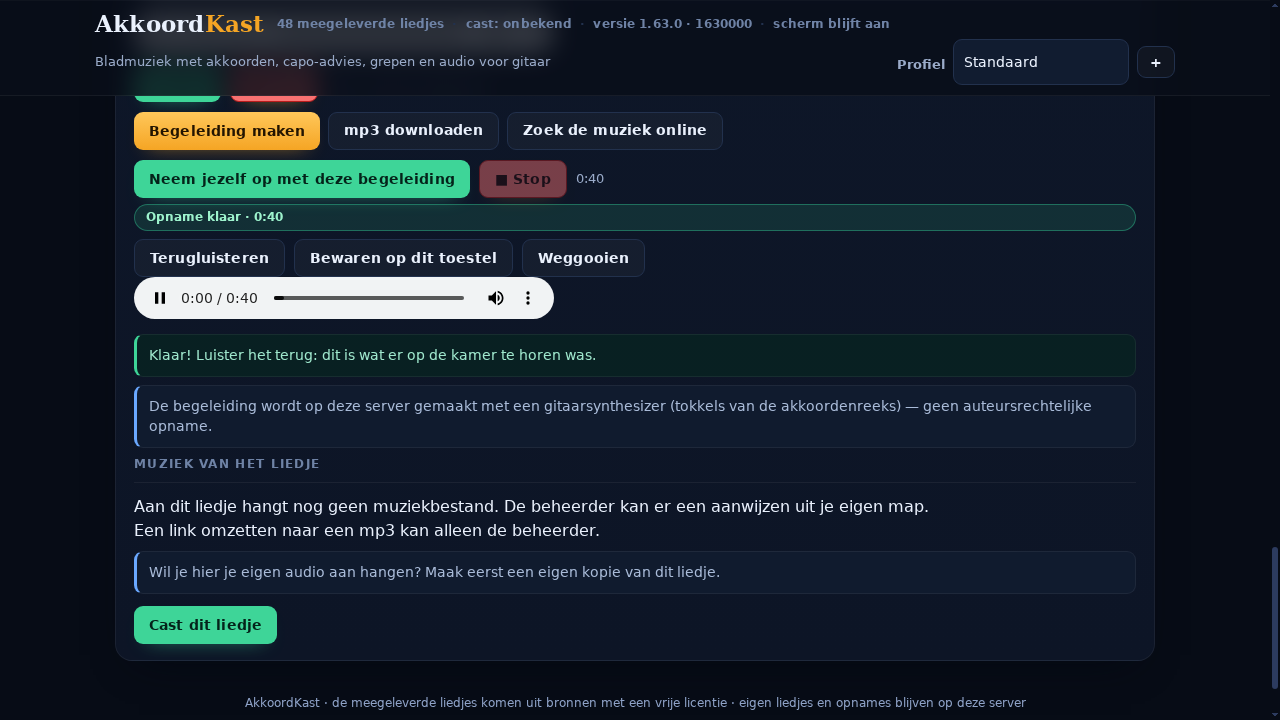 AkkoordKast 48 meegeleverde liedjes cast: onbekend · versie 1.63.0 · 1630000 · scherm blijft aan
Bladmuziek met akkoorden, capo-advies, grepen en audio voor gitaar
Profiel Standaard +
Begeleiding maken mp3 downloaden Zoek de muziek online
Neem jezelf op met deze begeleiding ■ Stop 0:40
Opname klaar · 0:40
Terugluisteren Bewaren op dit toestel Weggooien
0:00 / 0:40
Klaar! Luister het terug: dit is wat er op de kamer te horen was.
De begeleiding wordt op deze server gemaakt met een gitaarsynthesizer (tokkels van de akkoordenreeks) — geen auteursrechtelijke
opname.
MUZIEK VAN HET LIEDJE
Aan dit liedje hangt nog geen muziekbestand. De beheerder kan er een aanwijzen uit je eigen map.
Een link omzetten naar een mp3 kan alleen de beheerder.
Wil je hier je eigen audio aan hangen? Maak eerst een eigen kopie van dit liedje.
Cast dit liedje
AkkoordKast · de meegeleverde liedjes komen uit bronnen met een vrije licentie · eigen liedjes en opnames blijven op deze server